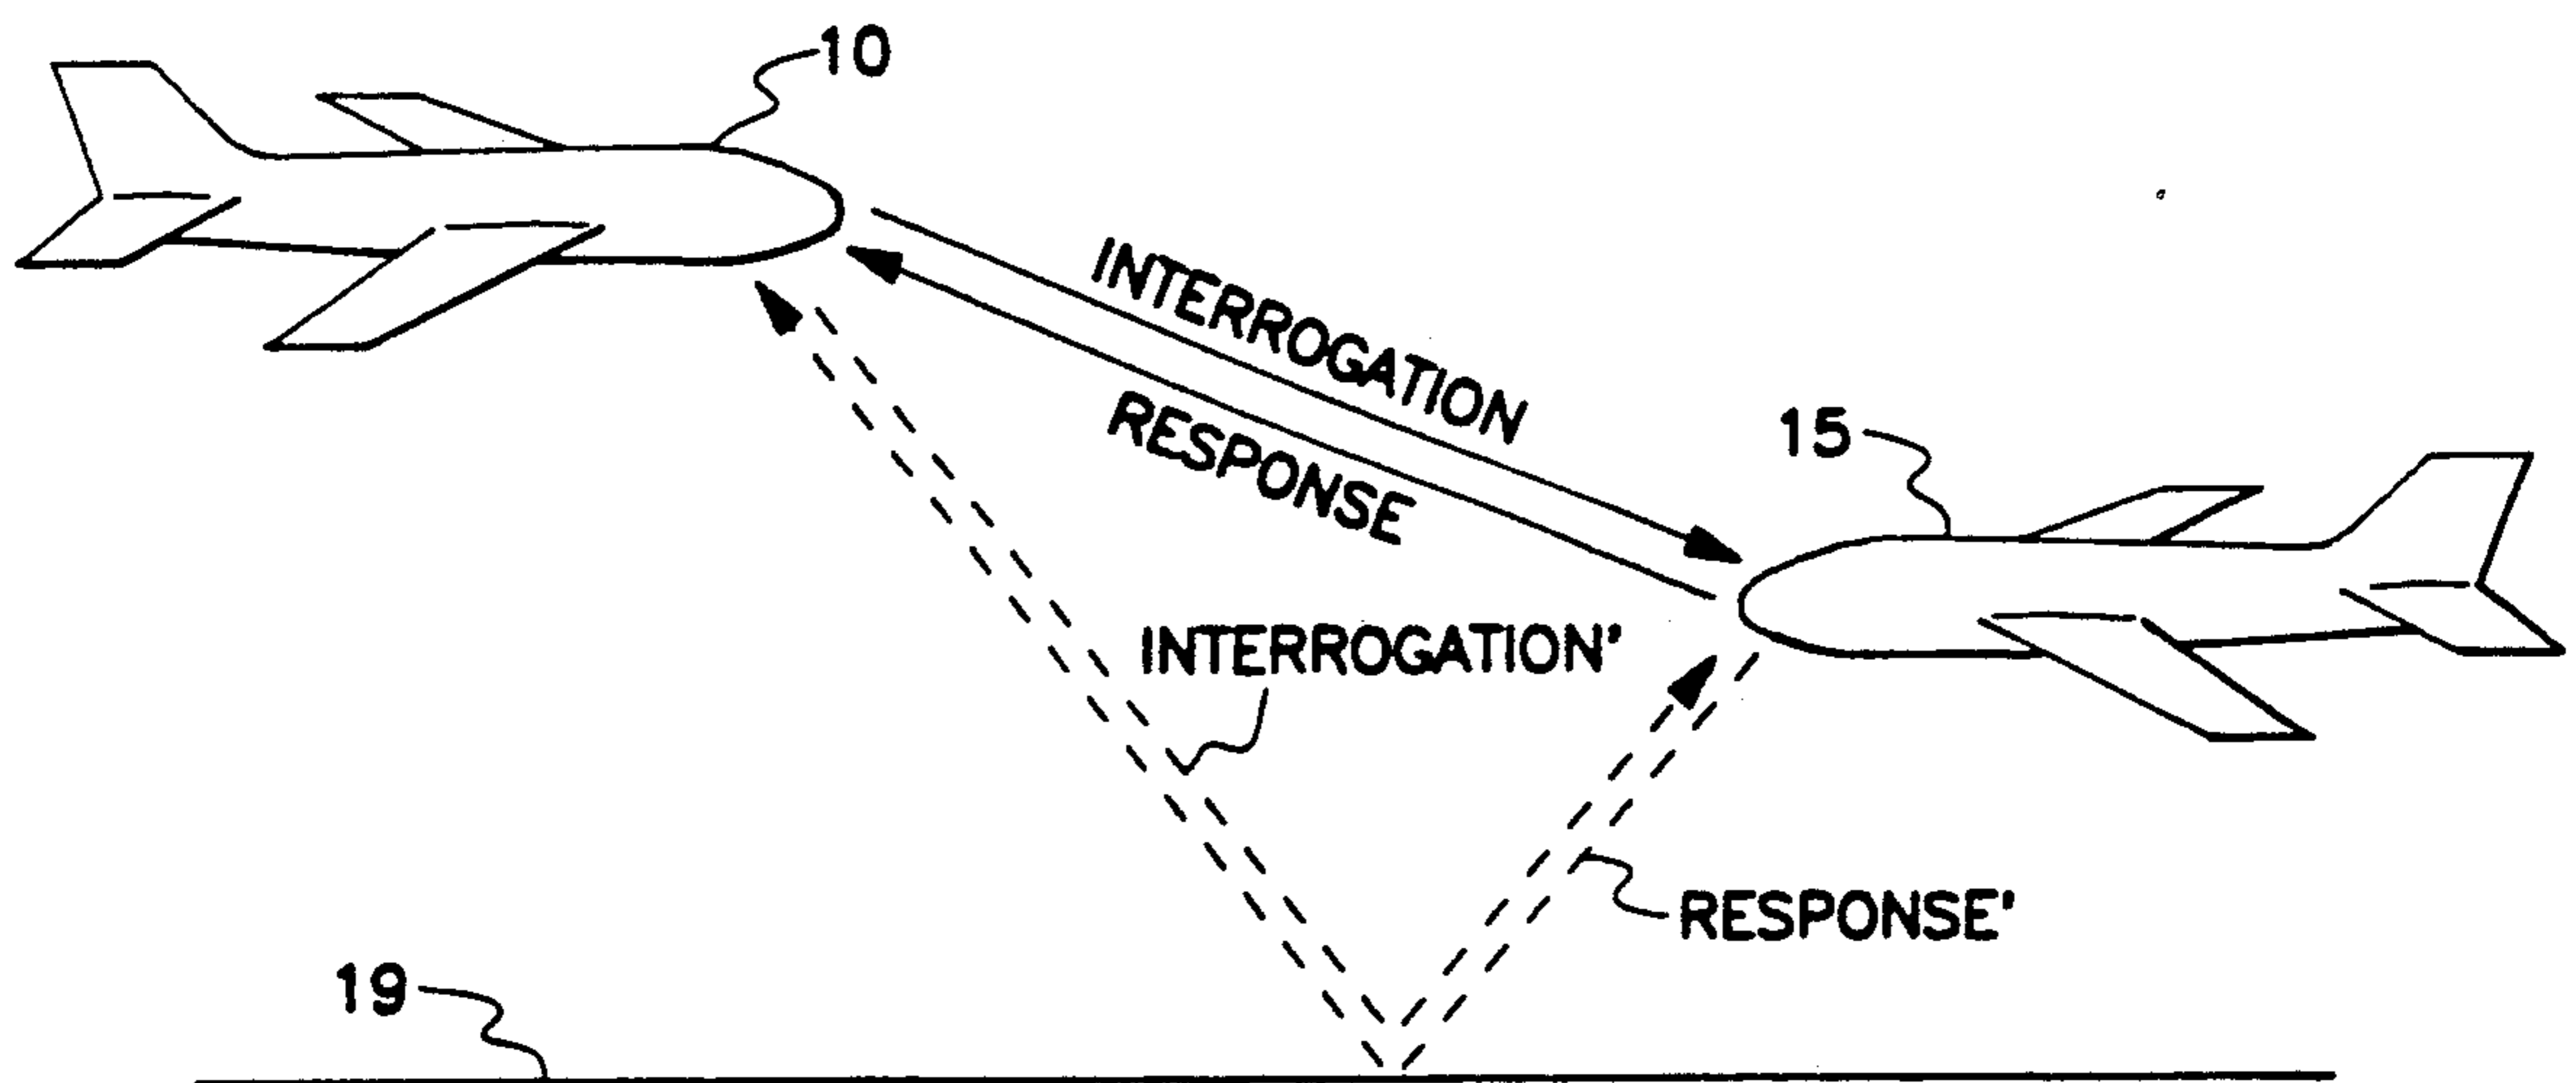 10
INTERROGATION
RESPONSE
15
INTERROGATION'
RESPONSE'
19